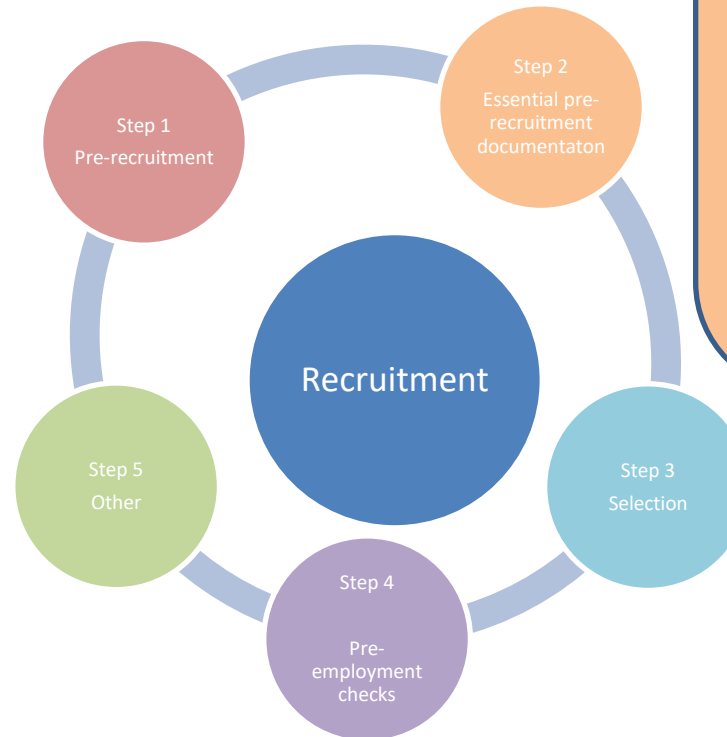 Step 1
Pre-recruitment
Step 2
Essential pre-
recruitment
documentaton
Recruitment
Step 3
Selection
Step 4
Pre-
employment
checks
Step 5
Other